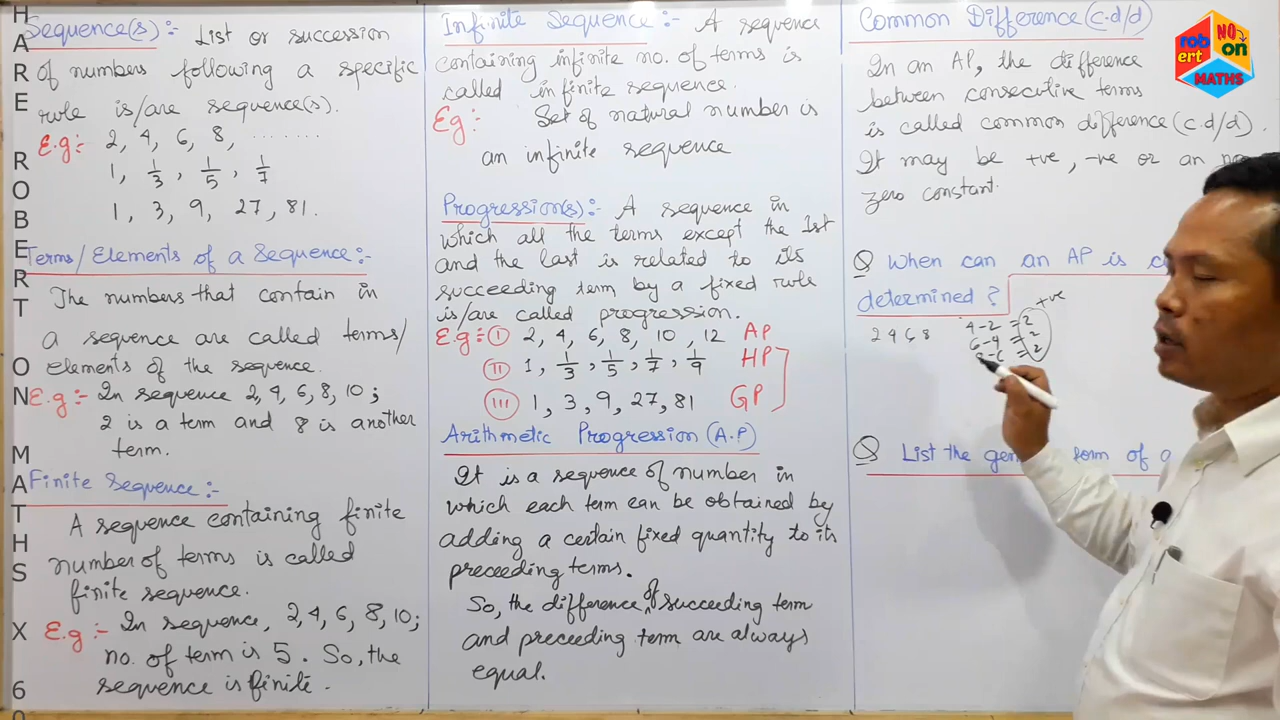 HARE ROBERT ON MATHS X 6
Sequence(s):- List or succession
of numbers following a specific
rule is/are sequence(s).
E.g:- 2, 4, 6, 8, ........
1, 1/3, 1/5, 1/7
1, 3, 9, 27, 81.
Terms/Elements of a Sequence:-
The numbers that contain in
a sequence are called terms/
elements of the sequence.
E.g:- In sequence 2, 4, 6, 8, 10;
2 is a term and 8 is another
term.
Finite Sequence:-
A sequence containing finite
number of terms is called
finite sequence.
E.g:- In sequence, 2, 4, 6, 8, 10;
no. of term is 5. So, the
sequence is finite.
Infinite Sequence:- A sequence
containing infinite no. of terms is
called infinite sequence.
Eg:- Set of natural number is
an infinite sequence
Progression(s):- A sequence in
which all the terms except the 1st
and the last is related to its
succeeding term by a fixed rule
is/are called progression.
E.g:- (I) 2, 4, 6, 8, 10, 12 AP
(II) 1, 1/3, 1/5, 1/7, 1/9 HP
(III) 1, 3, 9, 27, 81 GP
Arithmetic Progression (A.P)
It is a sequence of number in
which each term can be obtained by
adding a certain fixed quantity to its
preceding terms.
So, the difference of succeeding term
and preceding term are always
equal.
Common Difference (c.d/d)
In an AP, the difference
between consecutive terms
is called common difference (c.d/d).
It may be +ve, -ve or an
zero constant.
Q When can an AP is
determined?
2 4 6 8
4-2 = 2 +ve
6-4 = 2
= 2
Q List the form of a
robert NO on
MATHS